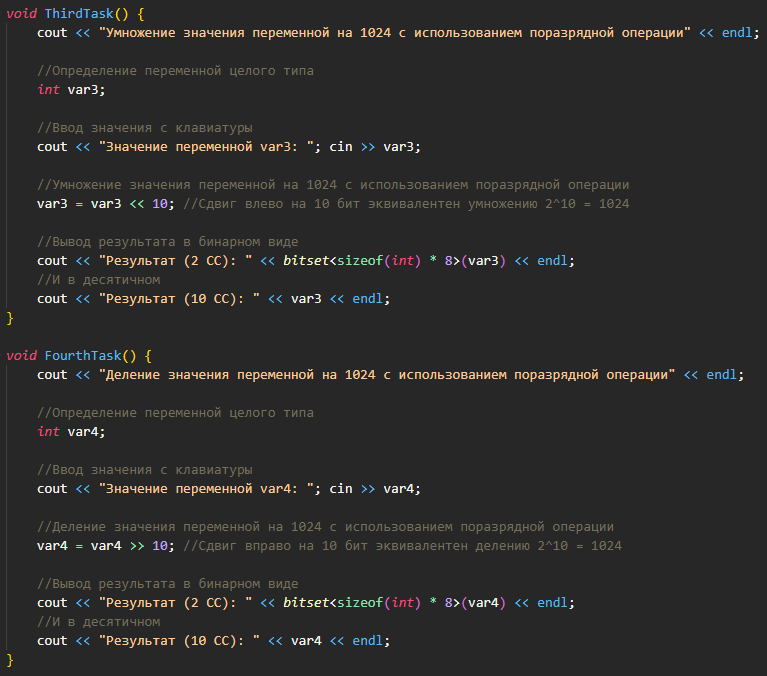 void ThirdTask() {
cout << "Умножение значения переменной на 1024 с использованием поразрядной операции" << endl;
//Определение переменной целого типа
int var3;
//Ввод значения с клавиатуры
cout << "Значение переменной var3: "; cin >> var3;
//Умножение значения переменной на 1024 с использованием поразрядной операции
var3 = var3 << 10; //Сдвиг влево на 10 бит эквивалентен умножению 2^10 = 1024
//Вывод результата в бинарном виде
cout << "Результат (2 СС): " << bitset<sizeof(int) * 8>(var3) << endl;
//И в десятичном
cout << "Результат (10 СС): " << var3 << endl;
}
void FourthTask() {
cout << "Деление значения переменной на 1024 с использованием поразрядной операции" << endl;
//Определение переменной целого типа
int var4;
//Ввод значения с клавиатуры
cout << "Значение переменной var4: "; cin >> var4;
//Деление значения переменной на 1024 с использованием поразрядной операции
var4 = var4 >> 10; //Сдвиг вправо на 10 бит эквивалентен делению 2^10 = 1024
//Вывод результата в бинарном виде
cout << "Результат (2 СС): " << bitset<sizeof(int) * 8>(var4) << endl;
//И в десятичном
cout << "Результат (10 СС): " << var4 << endl;
}